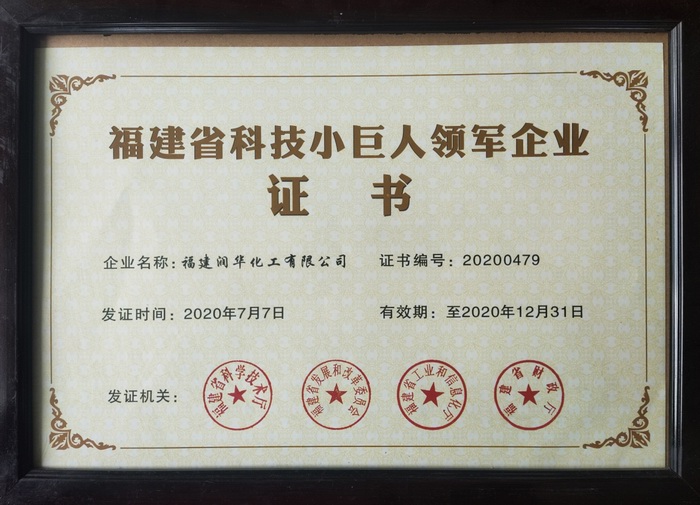 福建省科技小巨人领军企业
证 书
企业名称：福建润华化工有限公司 证书编号：20200479
发证时间：2020年7月7日 有效期：至2020年12月31日
发证机关：
福建省科学技术厅
福建省发展和改革委员会
福建省工业和信息化厅
福建省财政厅